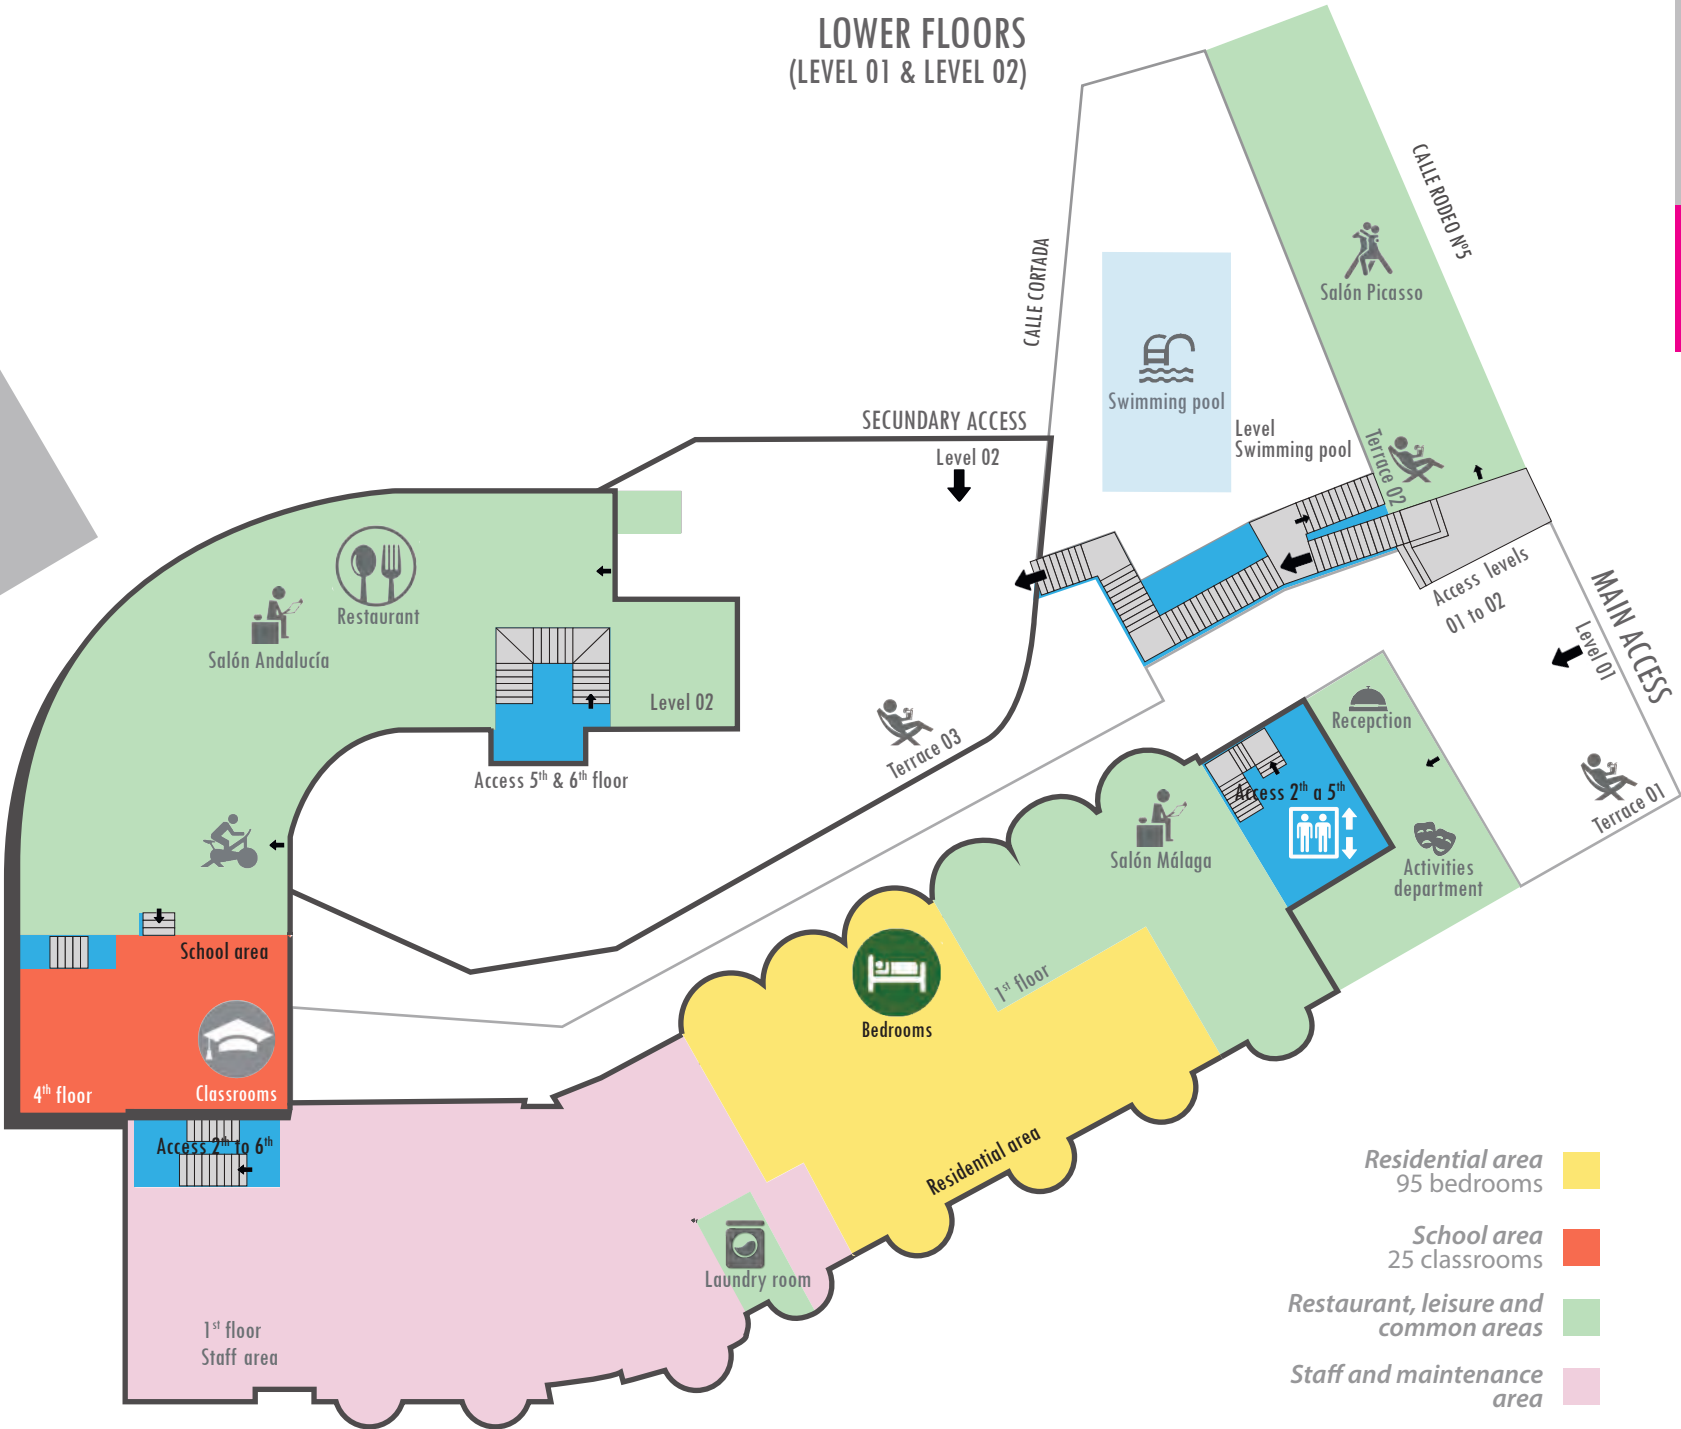 LOWER FLOORS
(LEVEL 01 & LEVEL 02)
CALLE RODEO Nº5
Salón Picasso
CALLE CORTADA
Swimming pool
Level
Swimming pool
SECUNDARY ACCESS
Level 02
Terrace 02
Access levels
01 to 02
MAIN ACCESS
Level 01
Restaurant
Salón Andalucía
Level 02
Access 5th & 6th floor
Terrace 03
Recepction
Access 2th a 5th
Terrace 01
Salón Málaga
Activities
department
School area
1st floor
Bedrooms
Classrooms
4th floor
Access 2th to 6th
Residential area
Laundry room
1st floor
Staff area
Residential area
95 bedrooms
School area
25 classrooms
Restaurant, leisure and
common areas
Staff and maintenance
area